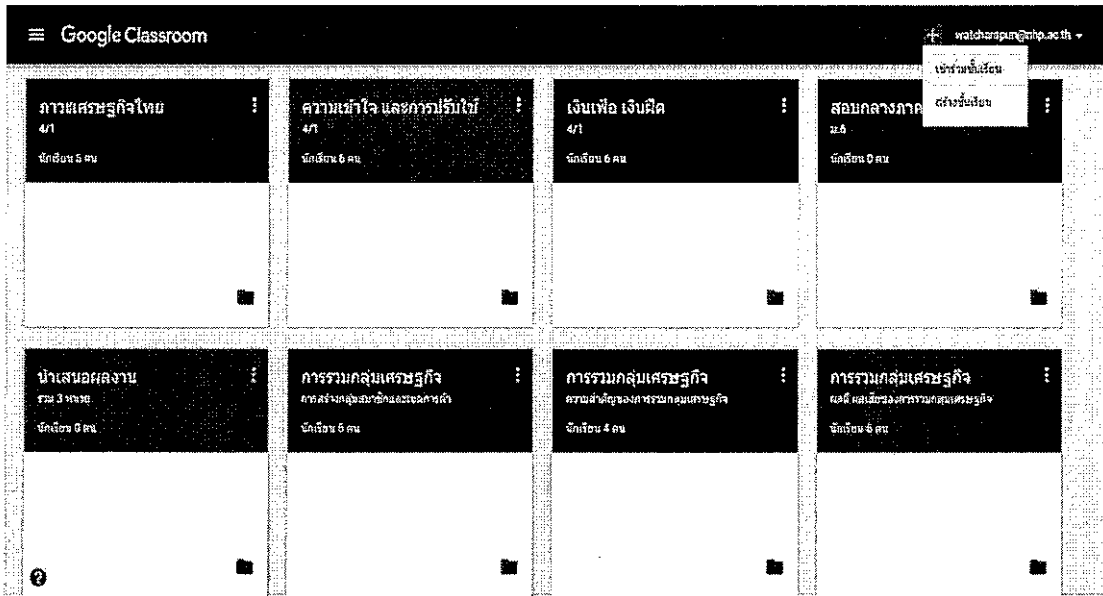 Google Classroom
เข้าร่วมชั้นเรียน
สร้างชั้นเรียน
ภาวะเศรษฐกิจไทย
4/1
นักเรียน 5 คน
ความเข้าใจ และการปรับใช้
4/1
นักเรียน 6 คน
เงินเฟ้อ เงินฝืด
4/1
นักเรียน 6 คน
สอบกลางภาค
ม.6
นักเรียน 0 คน
นำเสนอผลงาน
รวม 3
นักเรียน 0 คน
การรวมกลุ่มเศรษฐกิจ
การสร้างกลุ่มสมาชิกและเขตการค้า
นักเรียน 6 คน
การรวมกลุ่มเศรษฐกิจ
ความสำคัญของการรวมกลุ่มเศรษฐกิจ
นักเรียน 4 คน
การรวมกลุ่มเศรษฐกิจ
ผลดี ผลเสียของการรวมกลุ่มเศรษฐกิจ
นักเรียน 6 คน